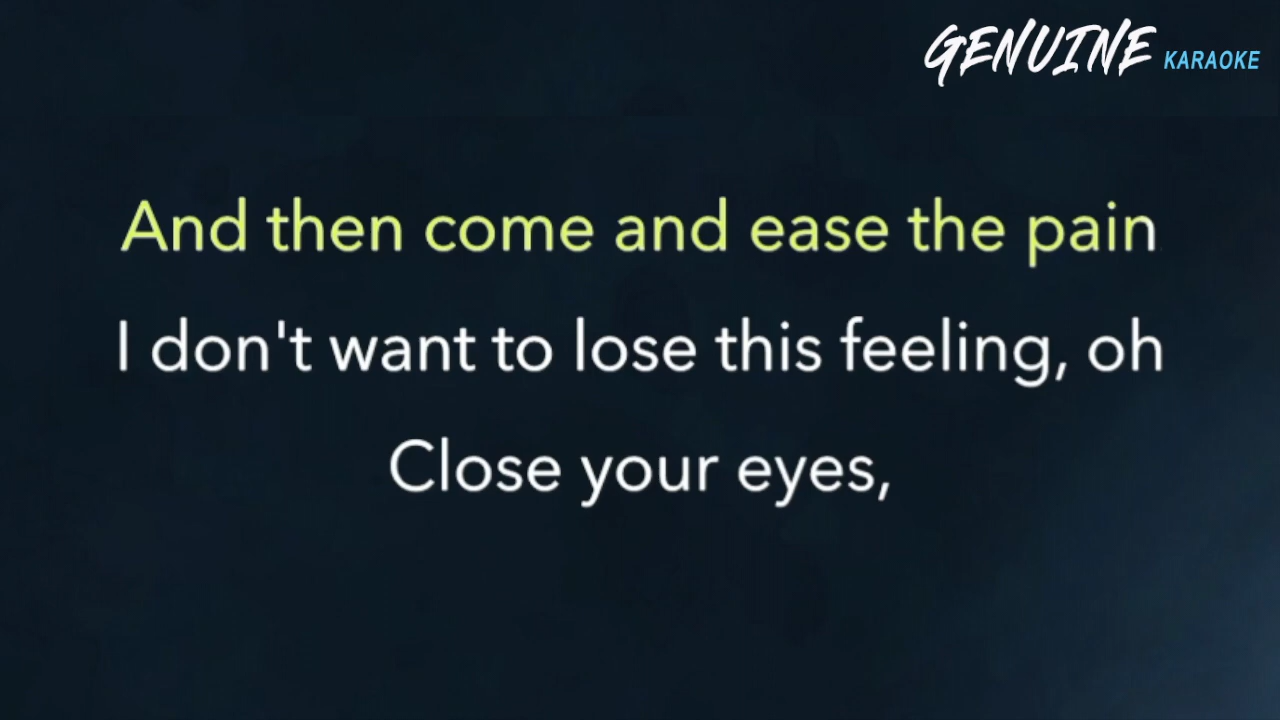 GENUINE KARAOKE
And then come and ease the pain
I don't want to lose this feeling, oh
Close your eyes,